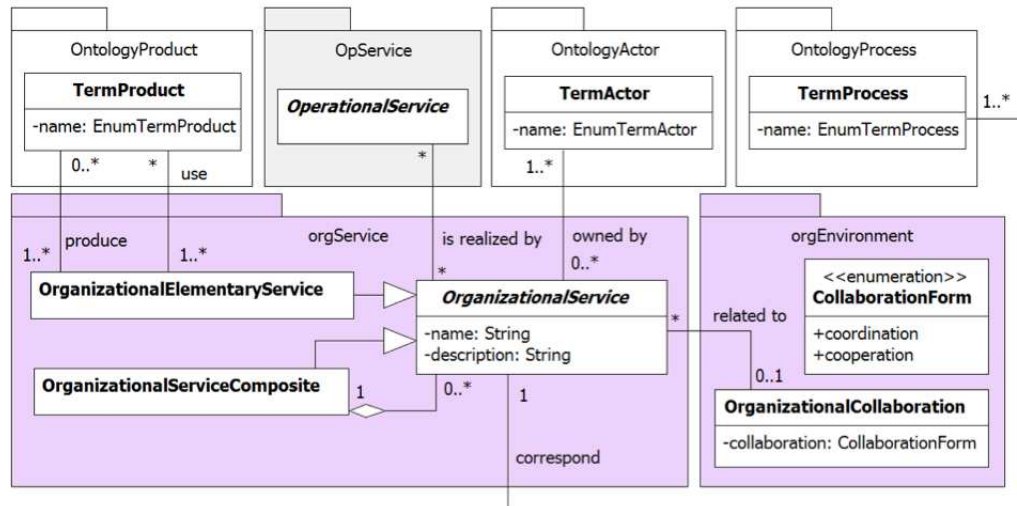 OntologyProduct
TermProduct
-name: EnumTermProduct
OpService
OperationalService
OntologyActor
TermActor
-name: EnumTermActor
OntologyProcess
TermProcess
-name: EnumTermProcess
1..*
0..*
*
use
*
1..*
orgService
produce
is realized by
owned by
1..*
1..*
*
0..*
OrganizationalElementaryService
OrganizationalService
-name: String
-description: String
OrganizationalServiceComposite
1
0..*
1
correspond
orgEnvironment
<<enumeration>>
CollaborationForm
+coordination
+cooperation
*
related to
0..1
OrganizationalCollaboration
-collaboration: CollaborationForm